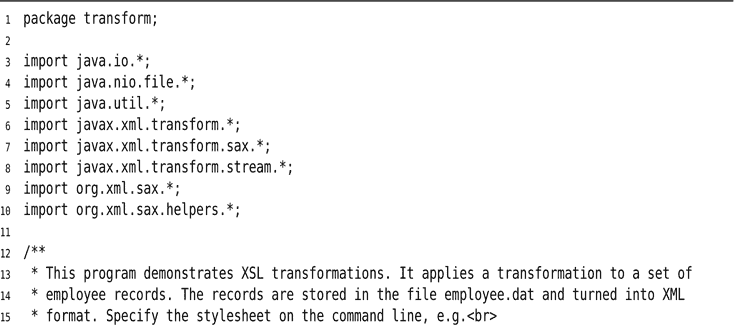 1 package transform;
2
3 import java.io.*;
4 import java.nio.file.*;
5 import java.util.*;
6 import javax.xml.transform.*;
7 import javax.xml.transform.sax.*;
8 import javax.xml.transform.stream.*;
9 import org.xml.sax.*;
10 import org.xml.sax.helpers.*;
11
12 /**
13  * This program demonstrates XSL transformations. It applies a transformation to a set of
14  * employee records. The records are stored in the file employee.dat and turned into XML
15  * format. Specify the stylesheet on the command line, e.g.<br>